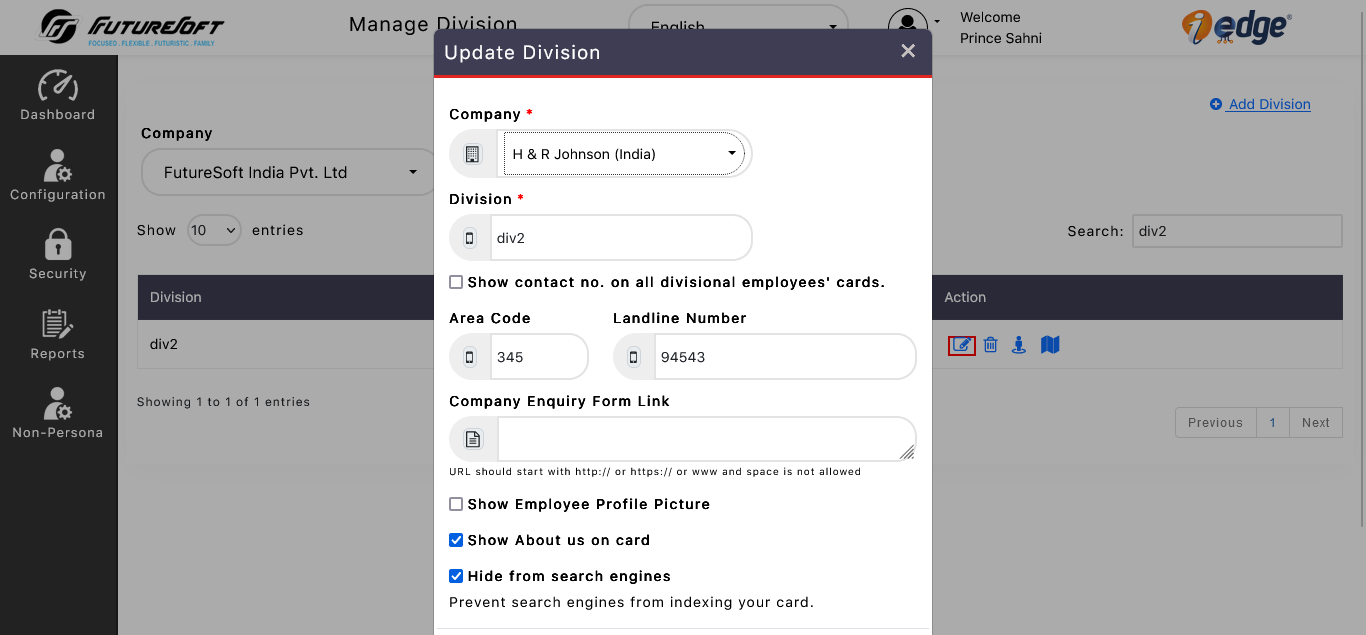 FUTURESOFT
FOCUSED . FLEXIBLE . FUTURISTIC . FAMILY
Manage Division
English
Welcome
Prince Sahni
iedge
Dashboard
Configuration
Security
Reports
Non-Persona
Add Division
Company
FutureSoft India Pvt. Ltd
Show 10 entries
Search: div2
Division
Action
div2
Showing 1 to 1 of 1 entries
Previous 1 Next
Update Division
Company *
H & R Johnson (India)
Division *
div2
Show contact no. on all divisional employees' cards.
Area Code
Landline Number
345
94543
Company Enquiry Form Link
URL should start with http:// or https:// or www and space is not allowed
Show Employee Profile Picture
Show About us on card
Hide from search engines
Prevent search engines from indexing your card.